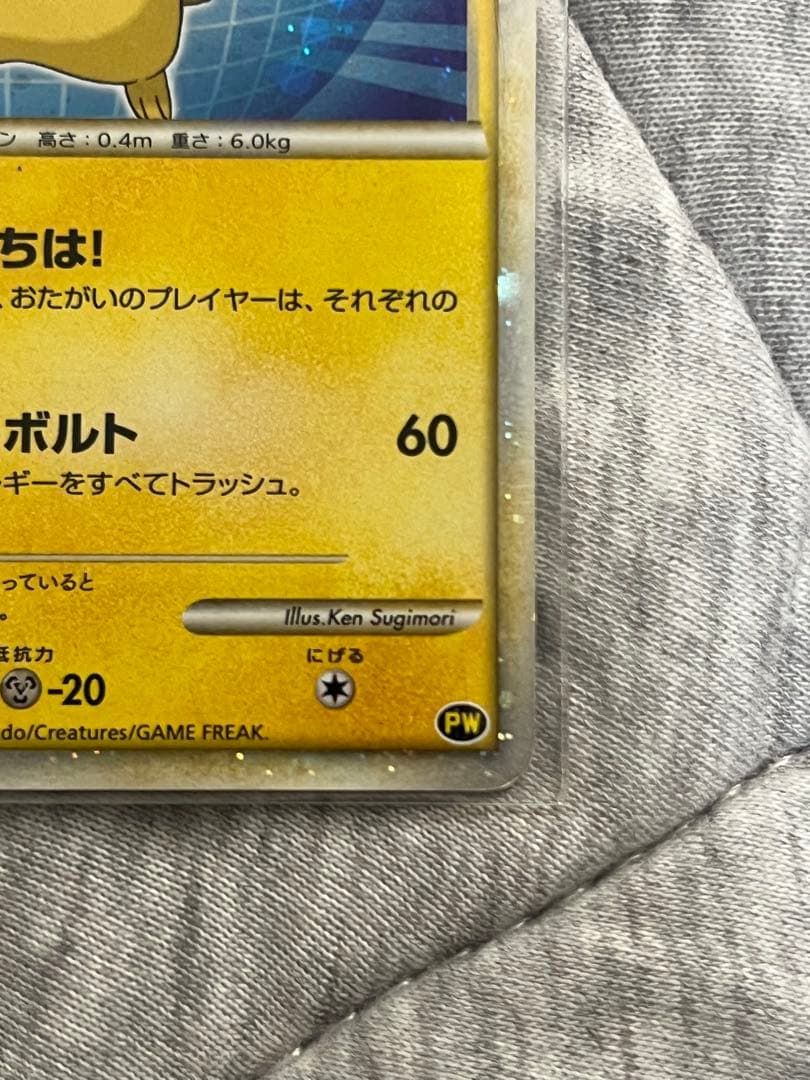 ン 高さ:0.4m 重さ:6.0kg
ちは!
、おたがいのプレイヤーは、それぞれの
ボルト 60
ギーをすべてトラッシュ。
っていると
。
Illus.Ken Sugimori
抵抗力 にげる
-20
do/Creatures/GAME FREAK.
PW